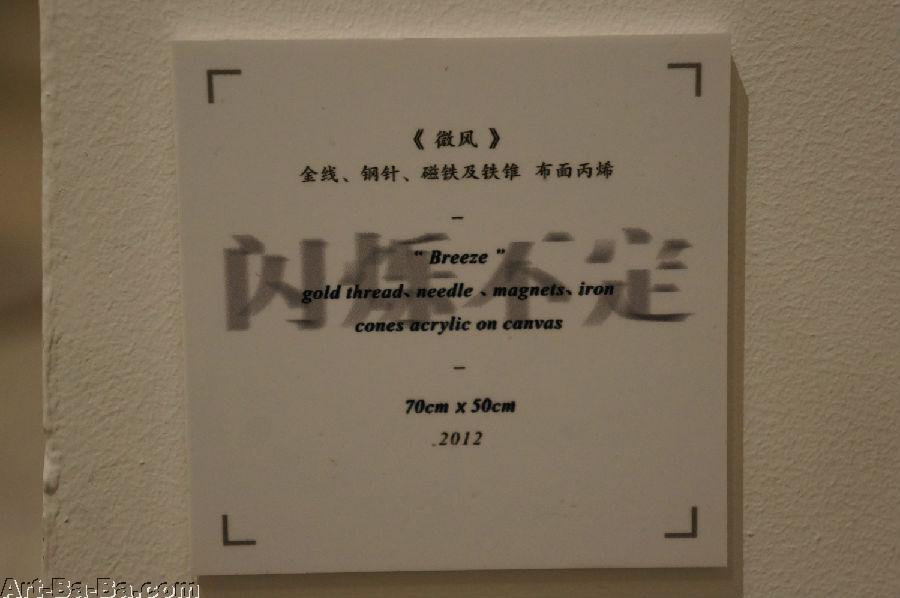 《 微风 》
金线、钢针、磁铁及铁锥 布面丙烯
–
闪烁不定
“ Breeze ”
gold thread、needle 、magnets、iron
cones acrylic on canvas
–
70cm x 50cm
2012
Art-Ba-Ba.com